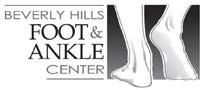 BEVERLY HILLS
FOOT &
ANKLE
CENTER